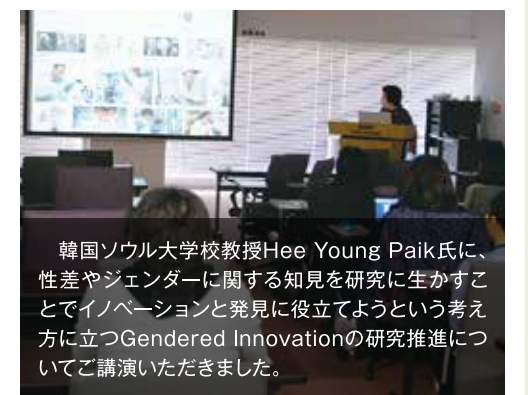 韓国ソウル大学校教授Hee Young Paik氏に、
性差やジェンダーに関する知見を研究に生かすこ
とでイノベーションと発見に役立てようという考え
方に立つGendered Innovationの研究推進につ
いてご講演いただきました。